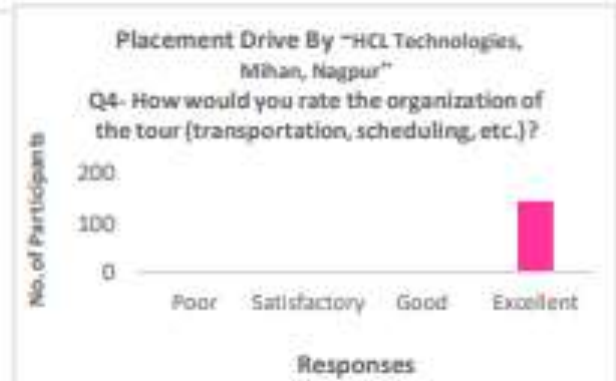 Placement Drive By "HCL Technologies,
Mihan, Nagpur"
Q4- How would you rate the organization of
the tour (transportation, scheduling, etc.)?
No. of Participants
200
100
0
Poor Satisfactory Good Excellent
Responses